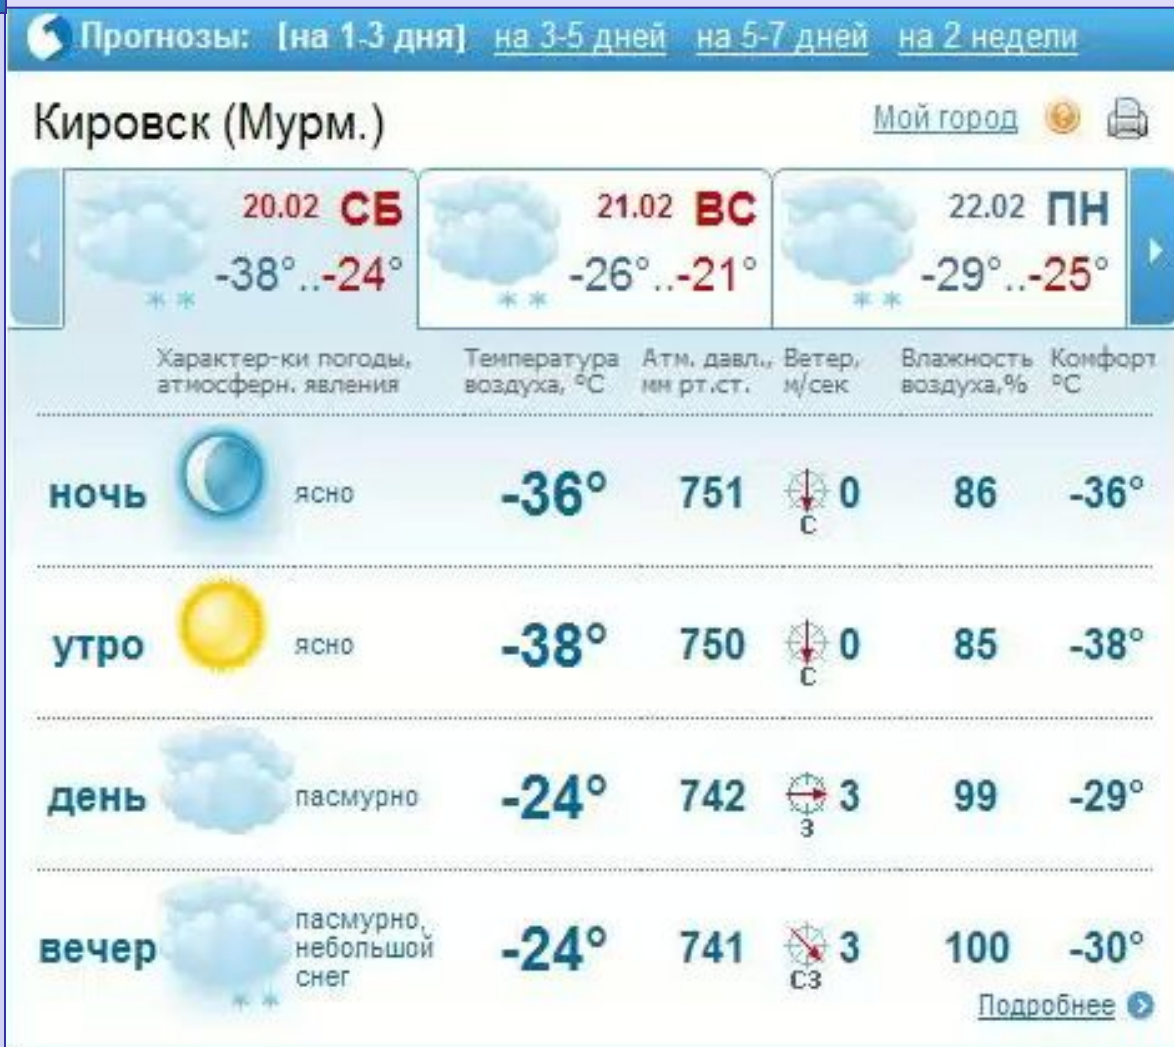 Прогнозы: [на 1-3 дня] на 3-5 дней на 5-7 дней на 2 недели
Кировск (Мурм.) Мой город
20.02 СБ 21.02 ВС 22.02 ПН
-38°..-24° -26°..-21° -29°..-25°
Характер-ки погоды, Температура Атм. давл., Ветер, Влажность Комфорт
атмосферн. явления воздуха, °C мм рт.ст. м/сек воздуха,% °C
ночь ясно -36° 751 0 86 -36°
С
утро ясно -38° 750 0 85 -38°
С
день пасмурно -24° 742 3 99 -29°
З
пасмурно,
вечер небольшой -24° 741 3 100 -30°
снег СЗ
Подробнее